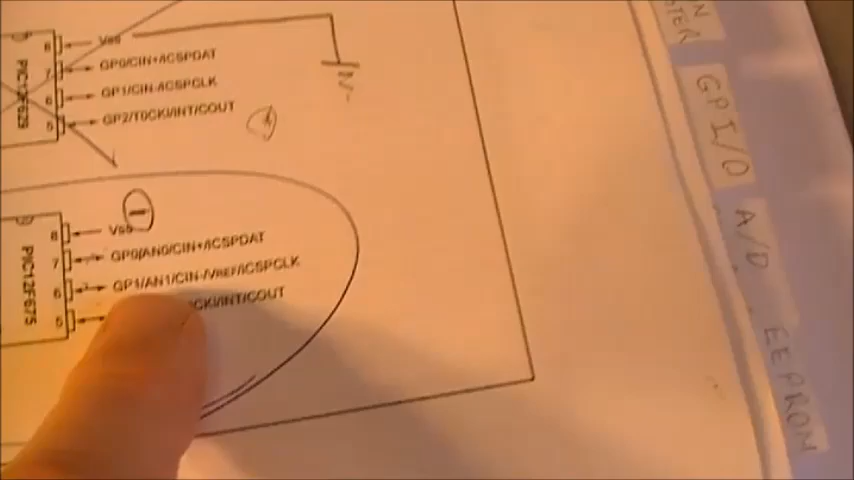 8 Vss
7 GP0/CIN+/ICSPDAT
6 GP1/CIN-/ICSPCLK
5 GP2/T0CKI/INT/COUT
PIC12F629
8 Vss
7 GP0/AN0/CIN+/ICSPDAT
6 GP1/AN1/CIN-/VREF/ICSPCLK
5 CKI/INT/COUT
PIC12F675
GPI/O
A/D
EEPROM